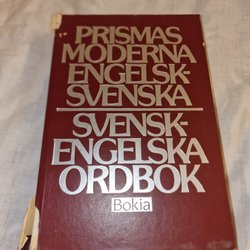 PRISMAS
MODERNA
ENGELSK-
SVENSKA
SVENSK-
ENGELSKA
ORDBOK
Bokia